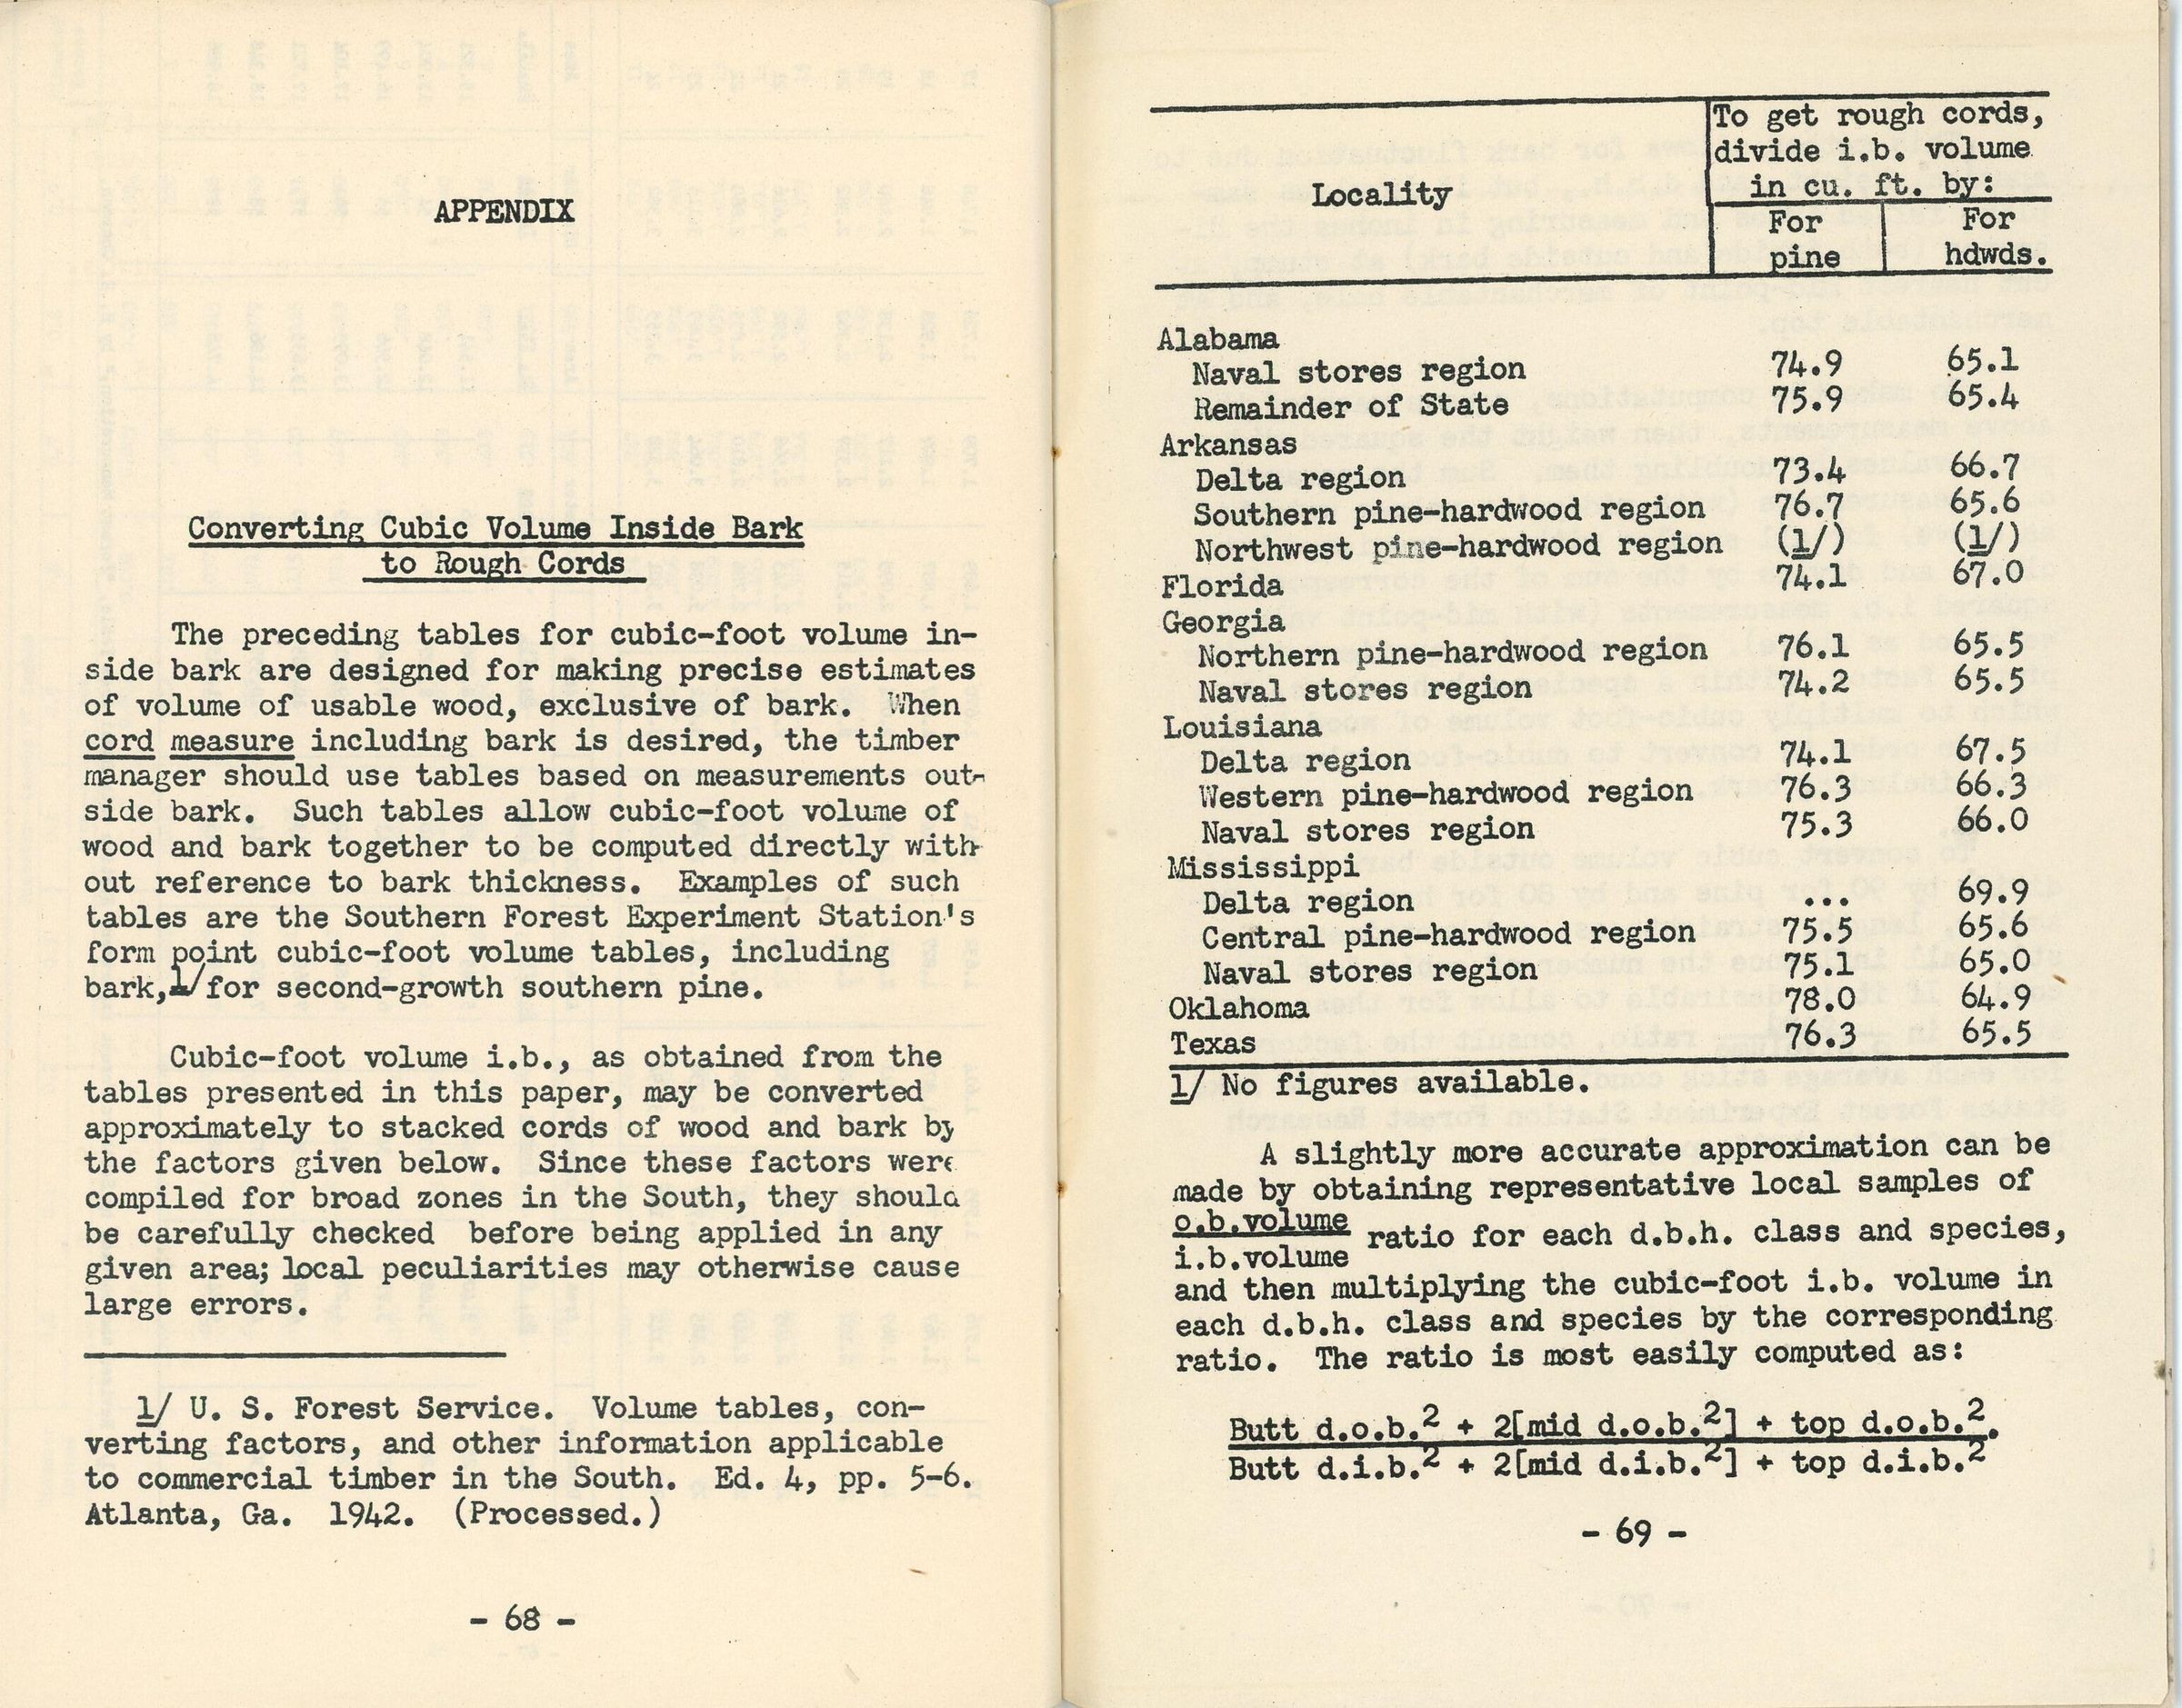 APPENDIX
Converting Cubic Volume Inside Bark
to Rough Cords
The preceding tables for cubic-foot volume in-
side bark are designed for making precise estimates
of volume of usable wood, exclusive of bark. When
cord measure including bark is desired, the timber
manager should use tables based on measurements out-
side bark. Such tables allow cubic-foot volume of
wood and bark together to be computed directly with-
out reference to bark thickness. Examples of such
tables are the Southern Forest Experiment Station's
form point cubic-foot volume tables, including
bark,1/ for second-growth southern pine.
Cubic-foot volume i.b., as obtained from the
tables presented in this paper, may be converted
approximately to stacked cords of wood and bark by
the factors given below. Since these factors were
compiled for broad zones in the South, they should
be carefully checked before being applied in any
given area; local peculiarities may otherwise cause
large errors.
1/ U. S. Forest Service. Volume tables, con-
verting factors, and other information applicable
to commercial timber in the South. Ed. 4, pp. 5-6.
Atlanta, Ga. 1942. (Processed.)
- 68 -
To get rough cords,
divide i.b. volume
in cu. ft. by:
Locality
For For
pine hdwds.
Alabama
Naval stores region 74.9 65.1
Remainder of State 75.9 65.4
Arkansas
Delta region 73.4 66.7
Southern pine-hardwood region 76.7 65.6
Northwest pine-hardwood region (1/) (1/)
Florida 74.1 67.0
Georgia
Northern pine-hardwood region 76.1 65.5
Naval stores region 74.2 65.5
Louisiana
Delta region 74.1 67.5
Western pine-hardwood region 76.3 66.3
Naval stores region 75.3 66.0
Mississippi
Delta region ... 69.9
Central pine-hardwood region 75.5 65.6
Naval stores region 75.1 65.0
Oklahoma 78.0 64.9
Texas 76.3 65.5
1/ No figures available.
A slightly more accurate approximation can be
made by obtaining representative local samples of
o.b.volume
i.b.volume ratio for each d.b.h. class and species,
and then multiplying the cubic-foot i.b. volume in
each d.b.h. class and species by the corresponding
ratio. The ratio is most easily computed as:
Butt d.o.b.² + 2[mid d.o.b.²] + top d.o.b.².
Butt d.i.b.² + 2[mid d.i.b.²] + top d.i.b.²
- 69 -